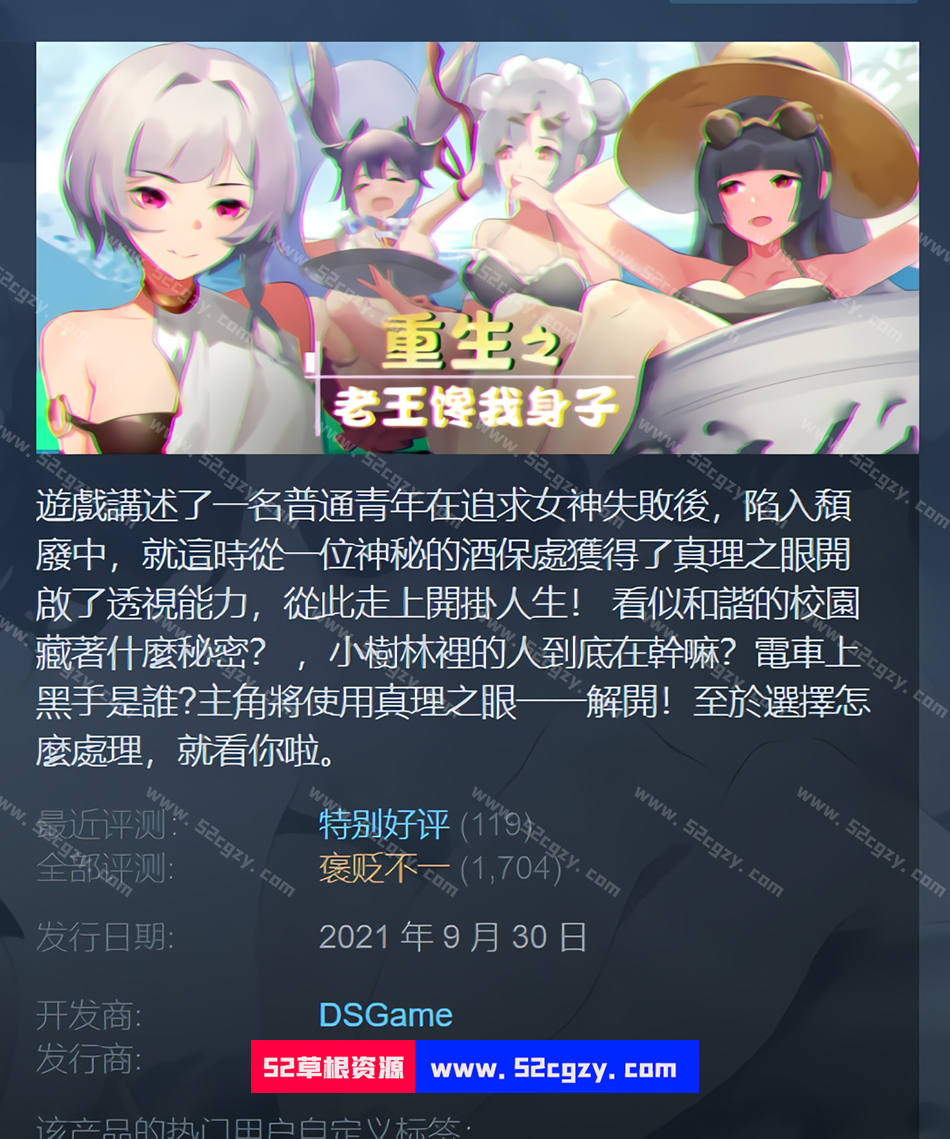 重生之
老王馋我身子
遊戲講述了一名普通青年在追求女神失敗後，陷入頹
廢中，就這時從一位神秘的酒保處獲得了真理之眼開
啟了透視能力，從此走上開掛人生！ 看似和諧的校園
藏著什麼秘密？ ，小樹林裡的人到底在幹嘛？電車上
黑手是誰?主角將使用真理之眼一一解開！至於選擇怎
麼處理，就看你啦。
最近评测: 特别好评 (119)
全部评测: 褒贬不一 (1,704)
发行日期: 2021 年 9 月 30 日
开发商: DSGame
发行商:
52草根资源 www.52cgzy.com
该产品的热门用户自定义标签:
www.52cgzy.com